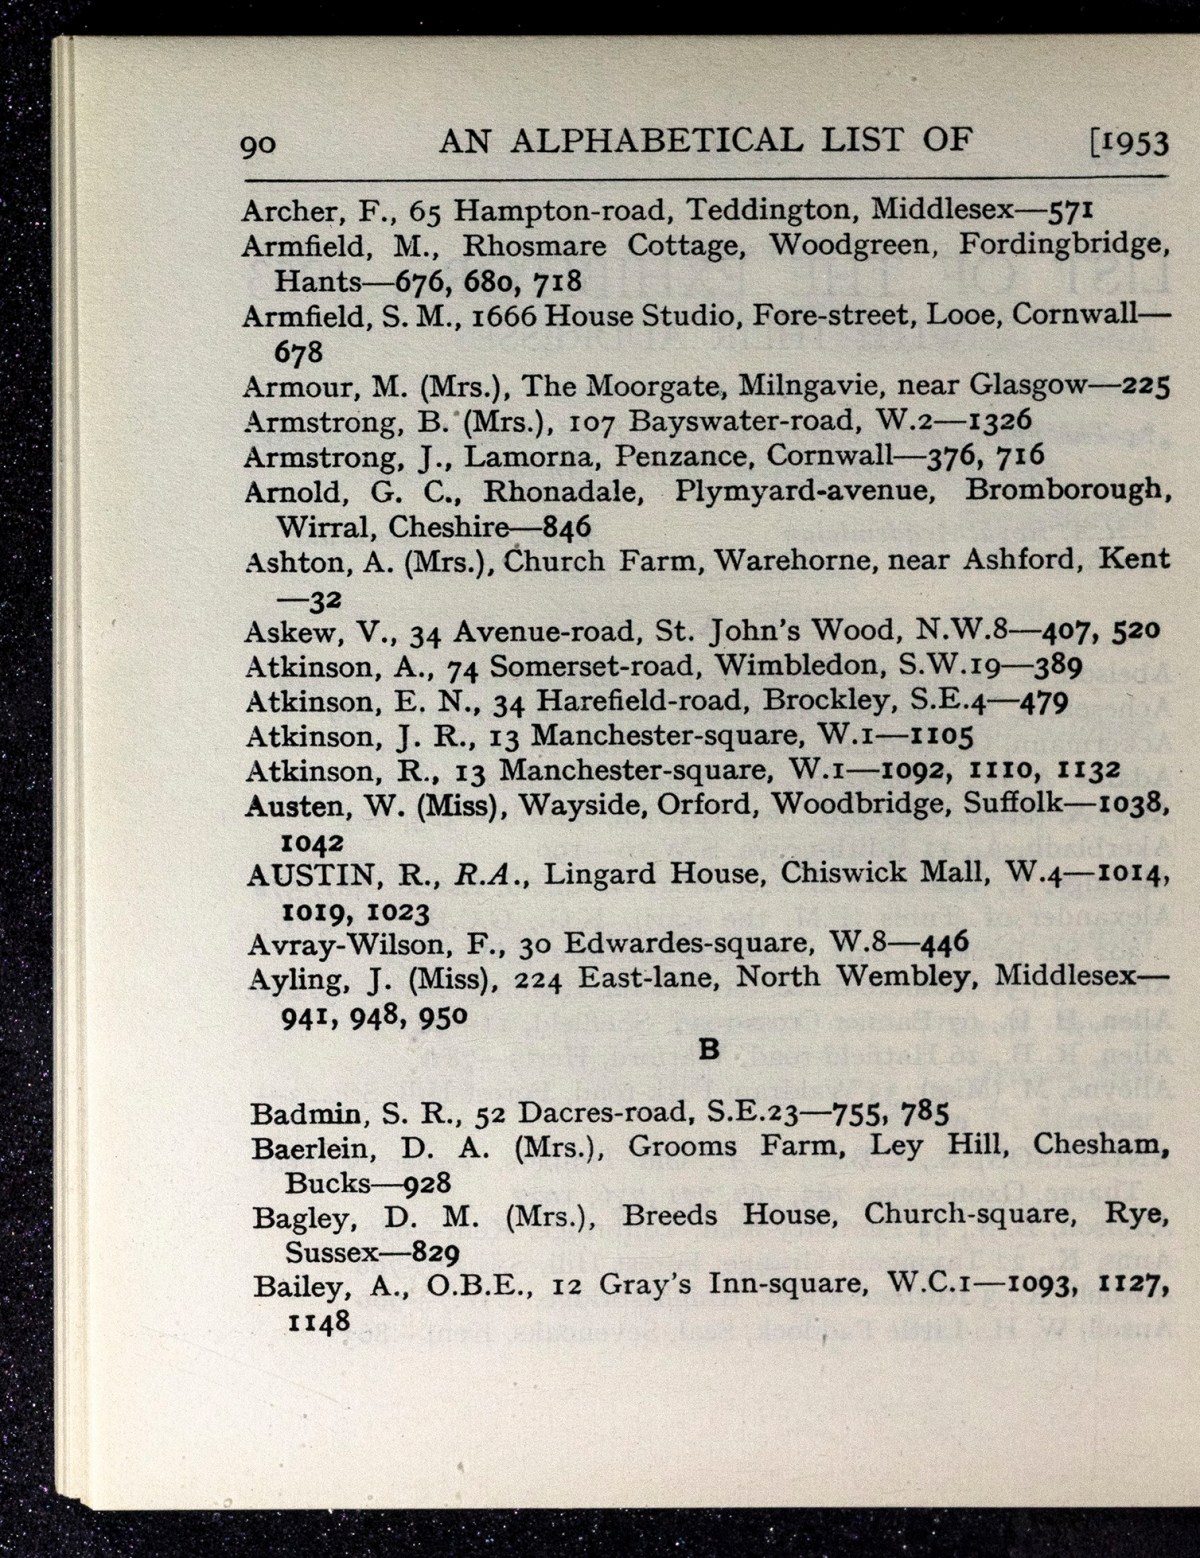 90 AN ALPHABETICAL LIST OF [1953
Archer, F., 65 Hampton-road, Teddington, Middlesex—571
Armfield, M., Rhosmare Cottage, Woodgreen, Fordingbridge,
Hants—676, 680, 718
Armfield, S. M., 1666 House Studio, Fore-street, Looe, Cornwall—
678
Armour, M. (Mrs.), The Moorgate, Milngavie, near Glasgow—225
Armstrong, B. (Mrs.), 107 Bayswater-road, W.2—1326
Armstrong, J., Lamorna, Penzance, Cornwall—376, 716
Arnold, G. C., Rhonadale, Plymyard-avenue, Bromborough,
Wirral, Cheshire—846
Ashton, A. (Mrs.), Church Farm, Warehorne, near Ashford, Kent
—32
Askew, V., 34 Avenue-road, St. John's Wood, N.W.8—407, 520
Atkinson, A., 74 Somerset-road, Wimbledon, S.W.19—389
Atkinson, E. N., 34 Harefield-road, Brockley, S.E.4—479
Atkinson, J. R., 13 Manchester-square, W.1—1105
Atkinson, R., 13 Manchester-square, W.1—1092, 1110, 1132
Austen, W. (Miss), Wayside, Orford, Woodbridge, Suffolk—1038,
1042
AUSTIN, R., R.A., Lingard House, Chiswick Mall, W.4—1014,
1019, 1023
Avray-Wilson, F., 30 Edwardes-square, W.8—446
Ayling, J. (Miss), 224 East-lane, North Wembley, Middlesex—
941, 948, 950
B
Badmin, S. R., 52 Dacres-road, S.E.23—755, 785
Baerlein, D. A. (Mrs.), Grooms Farm, Ley Hill, Chesham,
Bucks—928
Bagley, D. M. (Mrs.), Breeds House, Church-square, Rye,
Sussex—829
Bailey, A., O.B.E., 12 Gray's Inn-square, W.C.1—1093, 1127,
1148